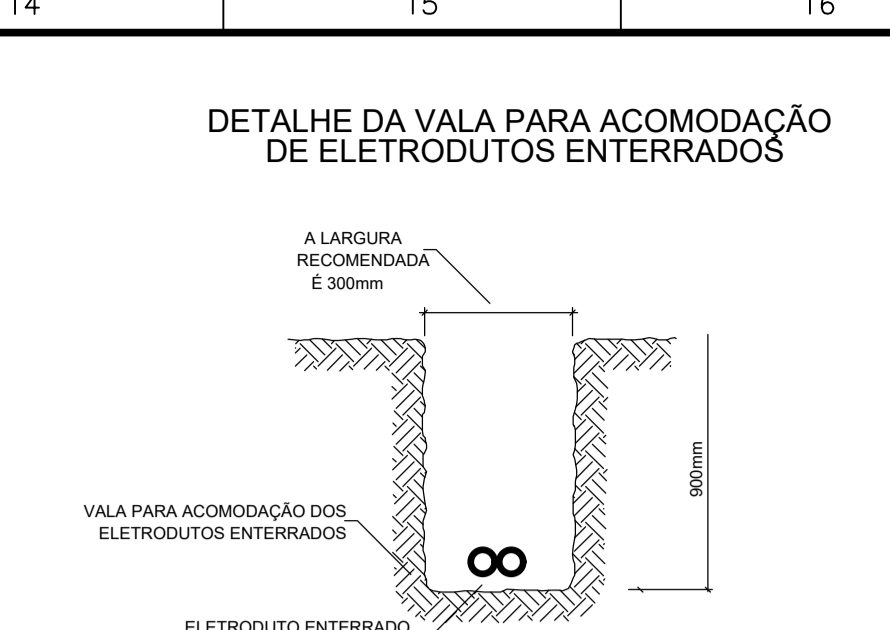 14 15 16
DETALHE DA VALA PARA ACOMODAÇÃO
DE ELETRODUTOS ENTERRADOS
A LARGURA
RECOMENDADA
É 300mm
900mm
VALA PARA ACOMODAÇÃO DOS
ELETRODUTOS ENTERRADOS
ELETRODUTO ENTERRADO